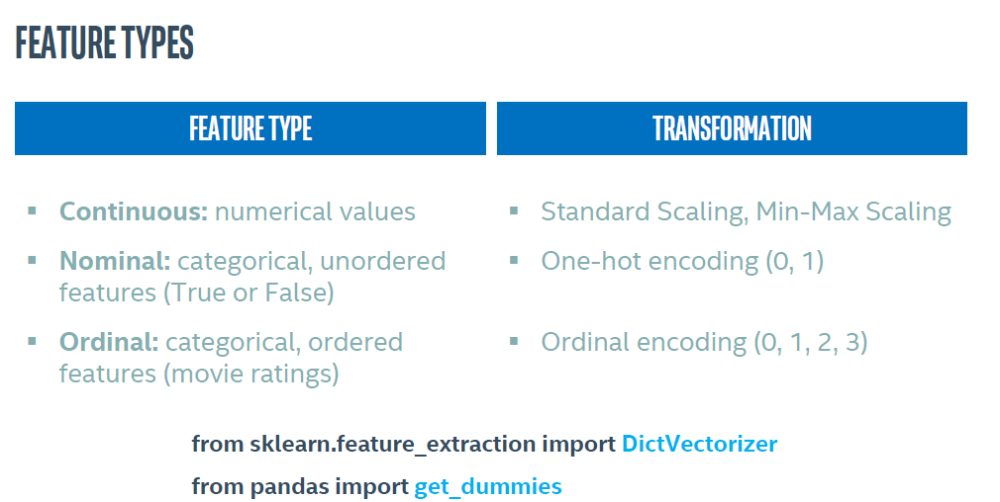 FEATURE TYPES
FEATURE TYPE
TRANSFORMATION
▪ Continuous: numerical values
▪ Standard Scaling, Min-Max Scaling
▪ Nominal: categorical, unordered
features (True or False)
▪ One-hot encoding (0, 1)
▪ Ordinal: categorical, ordered
features (movie ratings)
▪ Ordinal encoding (0, 1, 2, 3)
from sklearn.feature_extraction import DictVectorizer
from pandas import get_dummies